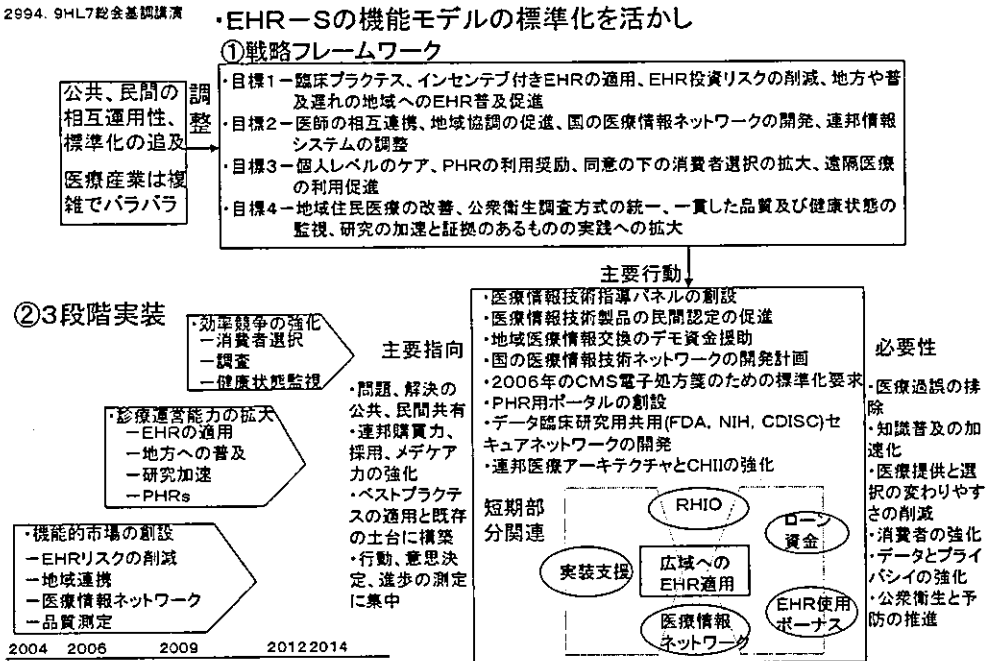 2994. 9HL7総会基調講演
・EHR-Sの機能モデルの標準化を活かし
①戦略フレームワーク
公共、民間の
相互運用性、
標準化の追及
医療産業は複
雑でバラバラ
調
整
・目標1-臨床プラクテス、インセンテブ付きEHRの適用、EHR投資リスクの削減、地方や普
及遅れの地域へのEHR普及促進
・目標2-医師の相互連携、地域協調の促進、国の医療情報ネットワークの開発、連邦情報
システムの調整
・目標3-個人レベルのケア、PHRの利用奨励、同意の下の消費者選択の拡大、遠隔医療
の利用促進
・目標4-地域住民医療の改善、公衆衛生調査方式の統一、一貫した品質及び健康状態の
監視、研究の加速と証拠のあるものの実践への拡大
②3段階実装
・効率競争の強化
-消費者選択
-調査
-健康状態監視
・診療運営能力の拡大
-EHRの適用
-地方への普及
-研究加速
-PHRs
・機能的市場の創設
-EHRリスクの削減
-地域連携
-医療情報ネットワーク
-品質測定
2004 2006 2009 20122014
主要指向
・問題、解決の
公共、民間共有
・連邦購買力、
採用、メデケア
力の強化
・ベストプラクテ
スの適用と既存
の土台に構築
・行動、意思決
定、進歩の測定
に集中
主要行動
・医療情報技術指導パネルの創設
・医療情報技術製品の民間認定の促進
・地域医療情報交換のデモ資金援助
・国の医療情報技術ネットワークの開発計画
・2006年のCMS電子処方箋のための標準化要求
・PHR用ポータルの創設
・データ臨床研究用共用(FDA, NIH, CDISC)セ
キュアネットワークの開発
・連邦医療アーキテクチャとCHIIの強化
短期部
分関連
RHIO
ローン
資金
実装支援
広域への
EHR適用
医療情報
ネットワーク
EHR使用
ボーナス
必要性
・医療過誤の排
除
・知識普及の加
速化
・医療提供と選
択の変わりやす
さの削減
・消費者の強化
・データとプライ
バシイの強化
・公衆衛生と予
防の推進